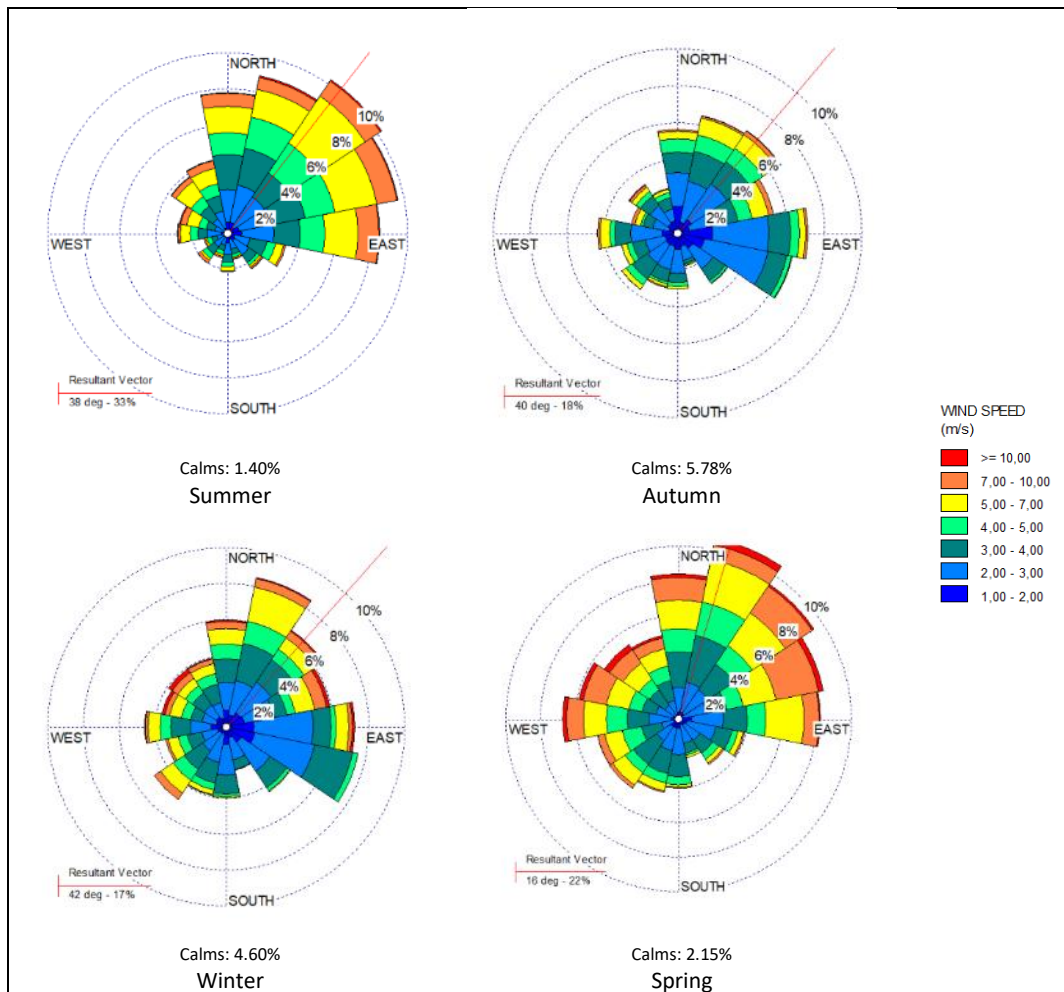 NORTH
10%
8%
6%
4%
2%
WEST
EAST
Resultant Vector
38 deg - 33%
SOUTH
Calms: 1.40%
Summer
NORTH
10%
8%
6%
4%
2%
WEST
EAST
Resultant Vector
40 deg - 18%
SOUTH
Calms: 5.78%
Autumn
WIND SPEED
(m/s)
>= 10,00
7,00 - 10,00
5,00 - 7,00
4,00 - 5,00
3,00 - 4,00
2,00 - 3,00
1,00 - 2,00
NORTH
10%
8%
6%
4%
2%
WEST
EAST
Resultant Vector
42 deg - 17%
SOUTH
Calms: 4.60%
Winter
NORTH
10%
8%
6%
4%
2%
WEST
EAST
Resultant Vector
16 deg - 22%
SOUTH
Calms: 2.15%
Spring